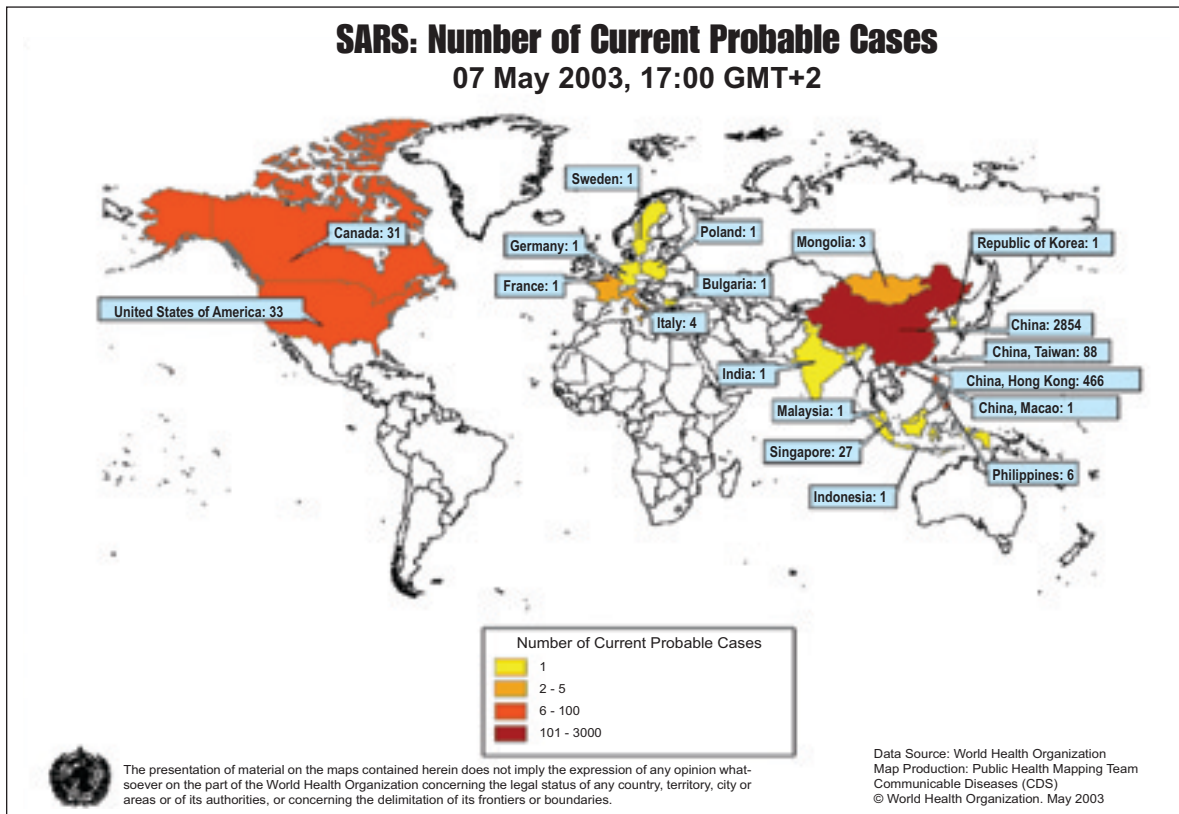 SARS: Number of Current Probable Cases
07 May 2003, 17:00 GMT+2
Sweden: 1
Canada: 31
Germany: 1
Poland: 1
Mongolia: 3
Republic of Korea: 1
France: 1
Bulgaria: 1
United States of America: 33
Italy: 4
China: 2854
China, Taiwan: 88
India: 1
China, Hong Kong: 466
Malaysia: 1
China, Macao: 1
Singapore: 27
Philippines: 6
Indonesia: 1
Number of Current Probable Cases
1
2 - 5
6 - 100
101 - 3000
The presentation of material on the maps contained herein does not imply the expression of any opinion what-
soever on the part of the World Health Organization concerning the legal status of any country, territory, city or
areas or of its authorities, or concerning the delimitation of its frontiers or boundaries.
Data Source: World Health Organization
Map Production: Public Health Mapping Team
Communicable Diseases (CDS)
© World Health Organization. May 2003